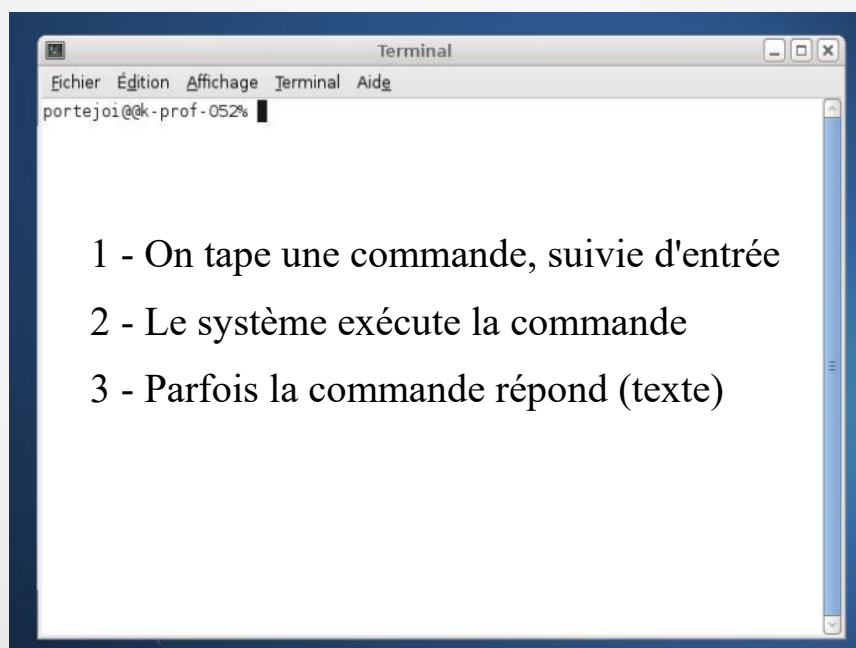 Terminal
Fichier Édition Affichage Terminal Aide
portejoi@@k-prof-052%
1 - On tape une commande, suivie d'entrée
2 - Le système exécute la commande
3 - Parfois la commande répond (texte)